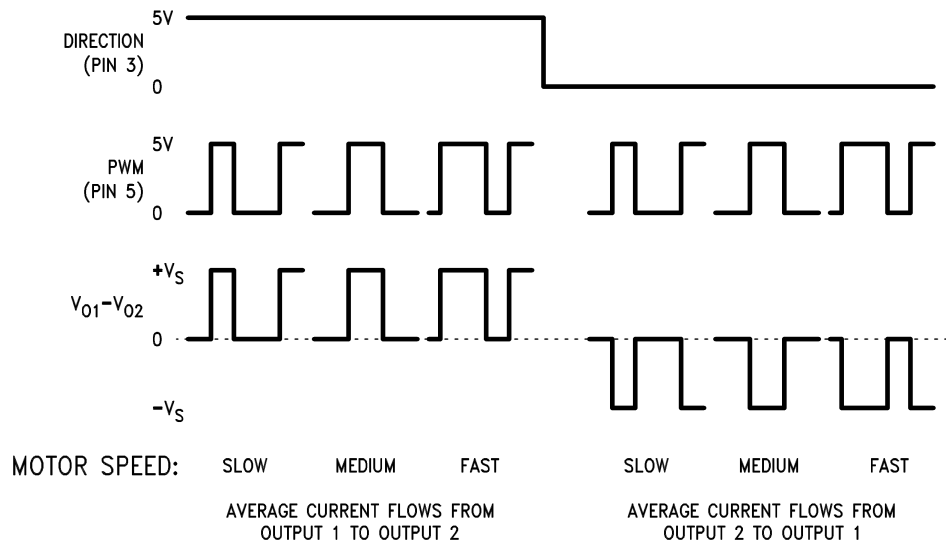 5V
DIRECTION
(PIN 3)
0
5V
PWM
(PIN 5)
0
+VS
VO1−VO2
0
−VS
MOTOR SPEED: SLOW MEDIUM FAST SLOW MEDIUM FAST
AVERAGE CURRENT FLOWS FROM
OUTPUT 1 TO OUTPUT 2
AVERAGE CURRENT FLOWS FROM
OUTPUT 2 TO OUTPUT 1